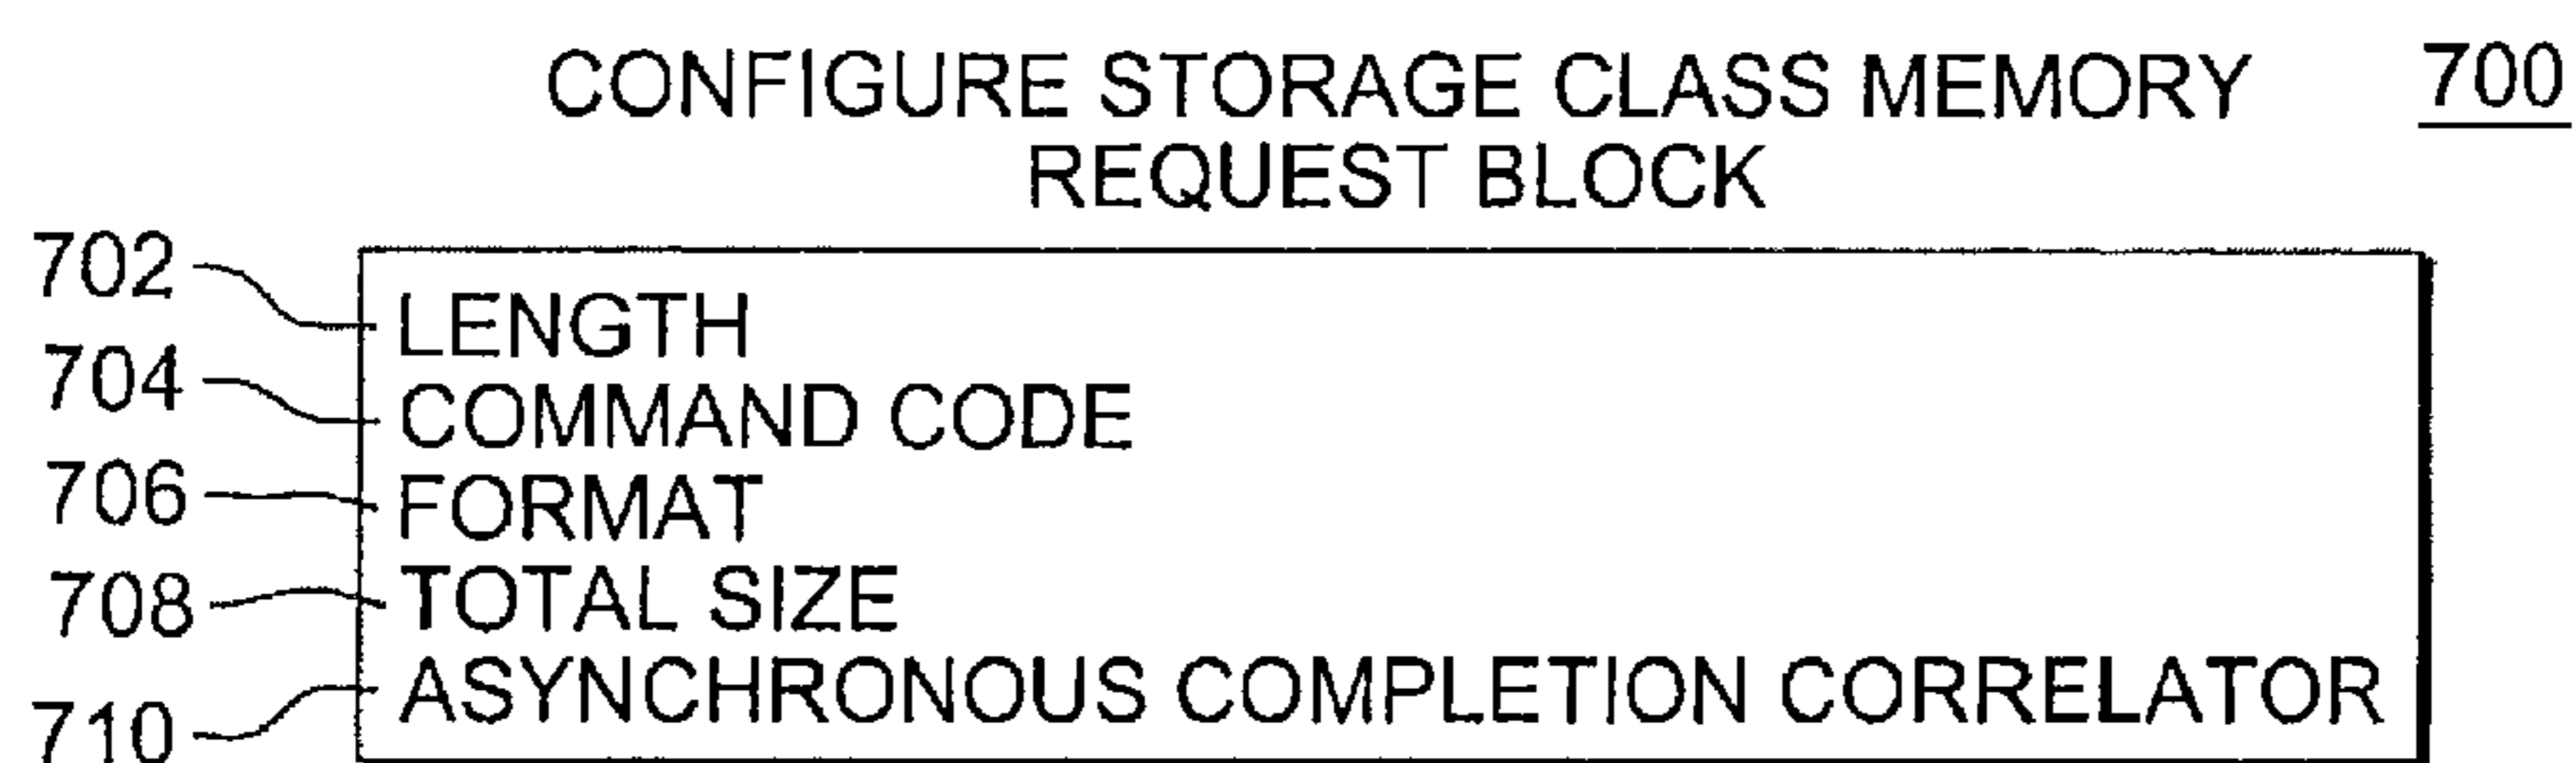 CONFIGURE STORAGE CLASS MEMORY 700
REQUEST BLOCK
702 LENGTH
704 COMMAND CODE
706 FORMAT
708 TOTAL SIZE
710 ASYNCHRONOUS COMPLETION CORRELATOR